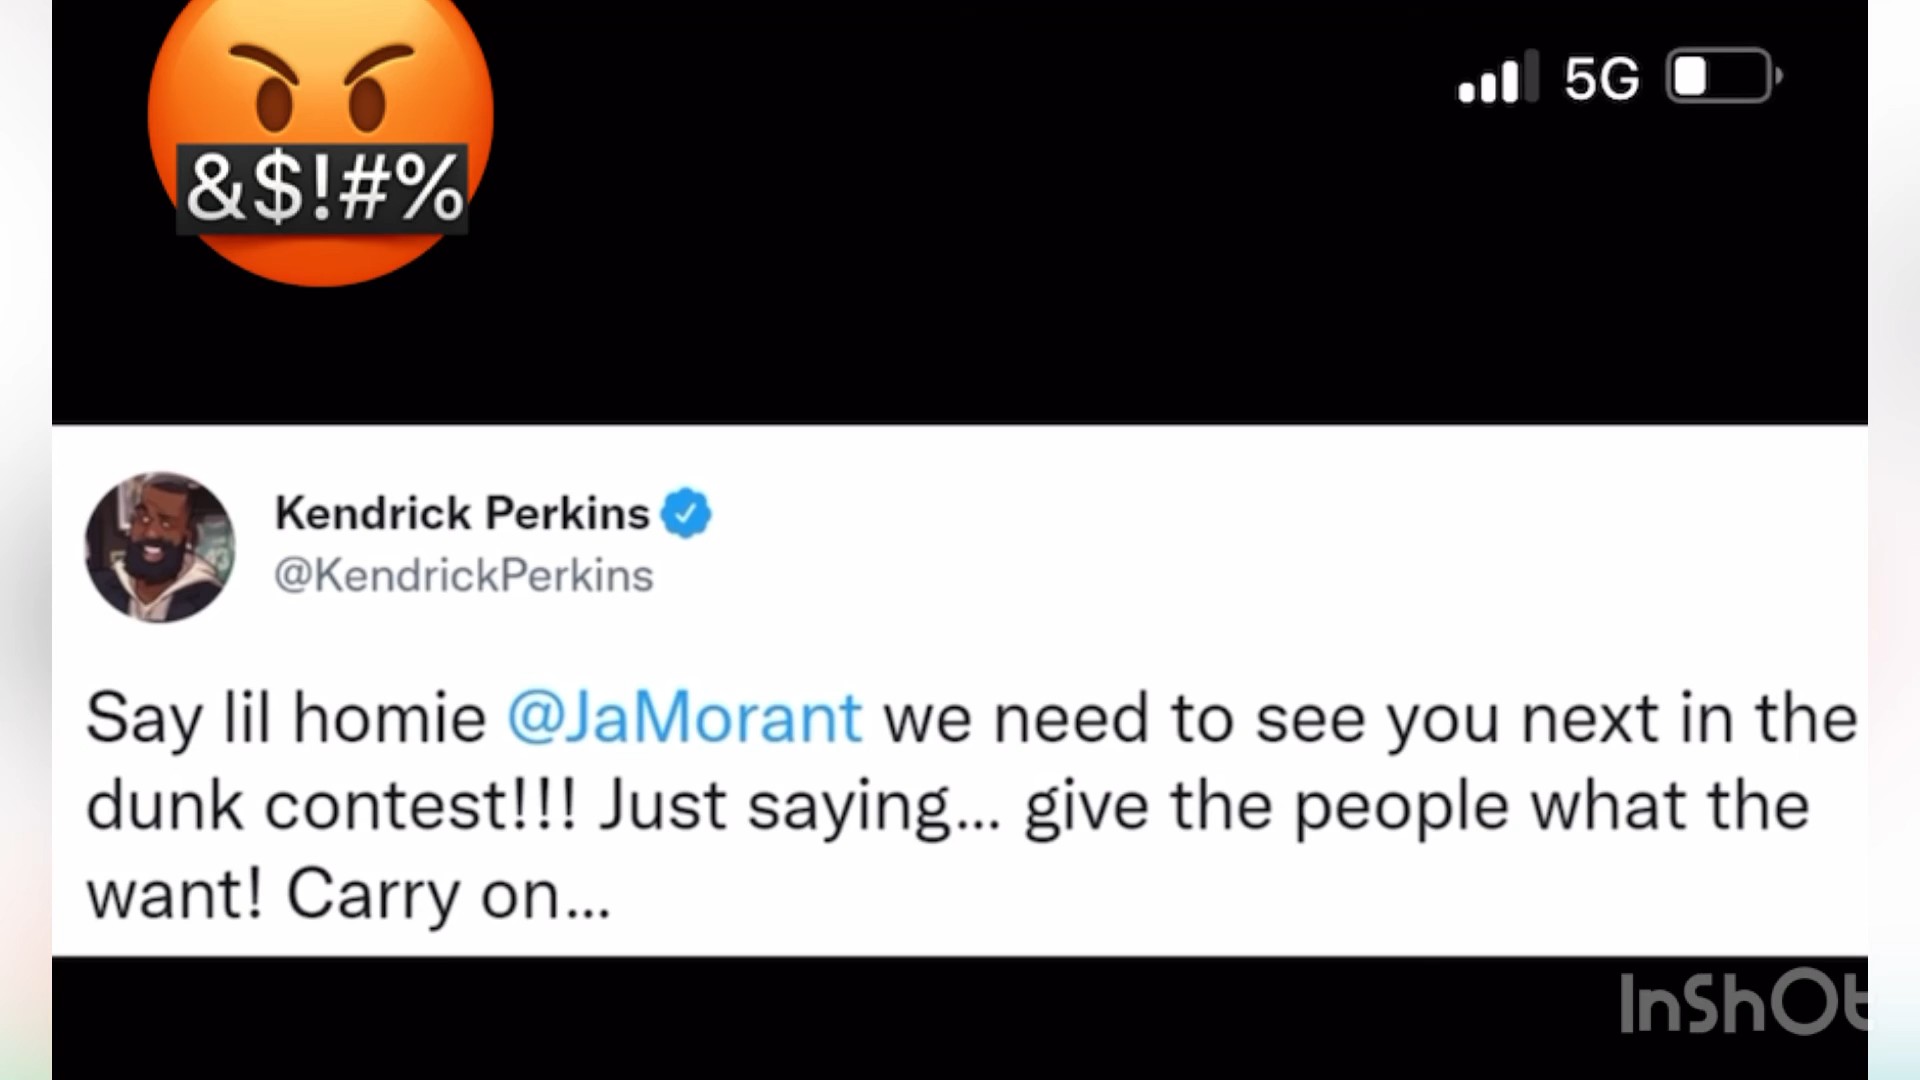 5G
&$!#%
Kendrick Perkins
@KendrickPerkins
Say lil homie @JaMorant we need to see you next in the
dunk contest!!! Just saying... give the people what the
want! Carry on...
InShOt